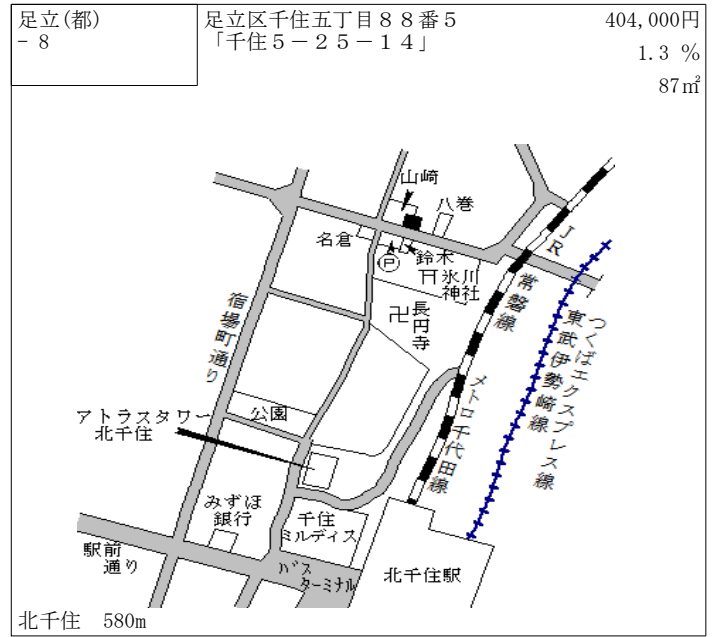 足立(都)
- 8
足立区千住五丁目８８番５
「千住５－２５－１４」
404,000円
1.3 %
87㎡
山崎
八巻
名倉
鈴木
P
氷川
神社
JR
常磐線
宿場町通り
卍
長円寺
つくばエクスプレス線
東武伊勢崎線
メトロ千代田線
公園
アトラスタワー
北千住
みずほ
銀行
千住
ミルディス
駅前
通り
バス
ターミナル
北千住駅
北千住　580m